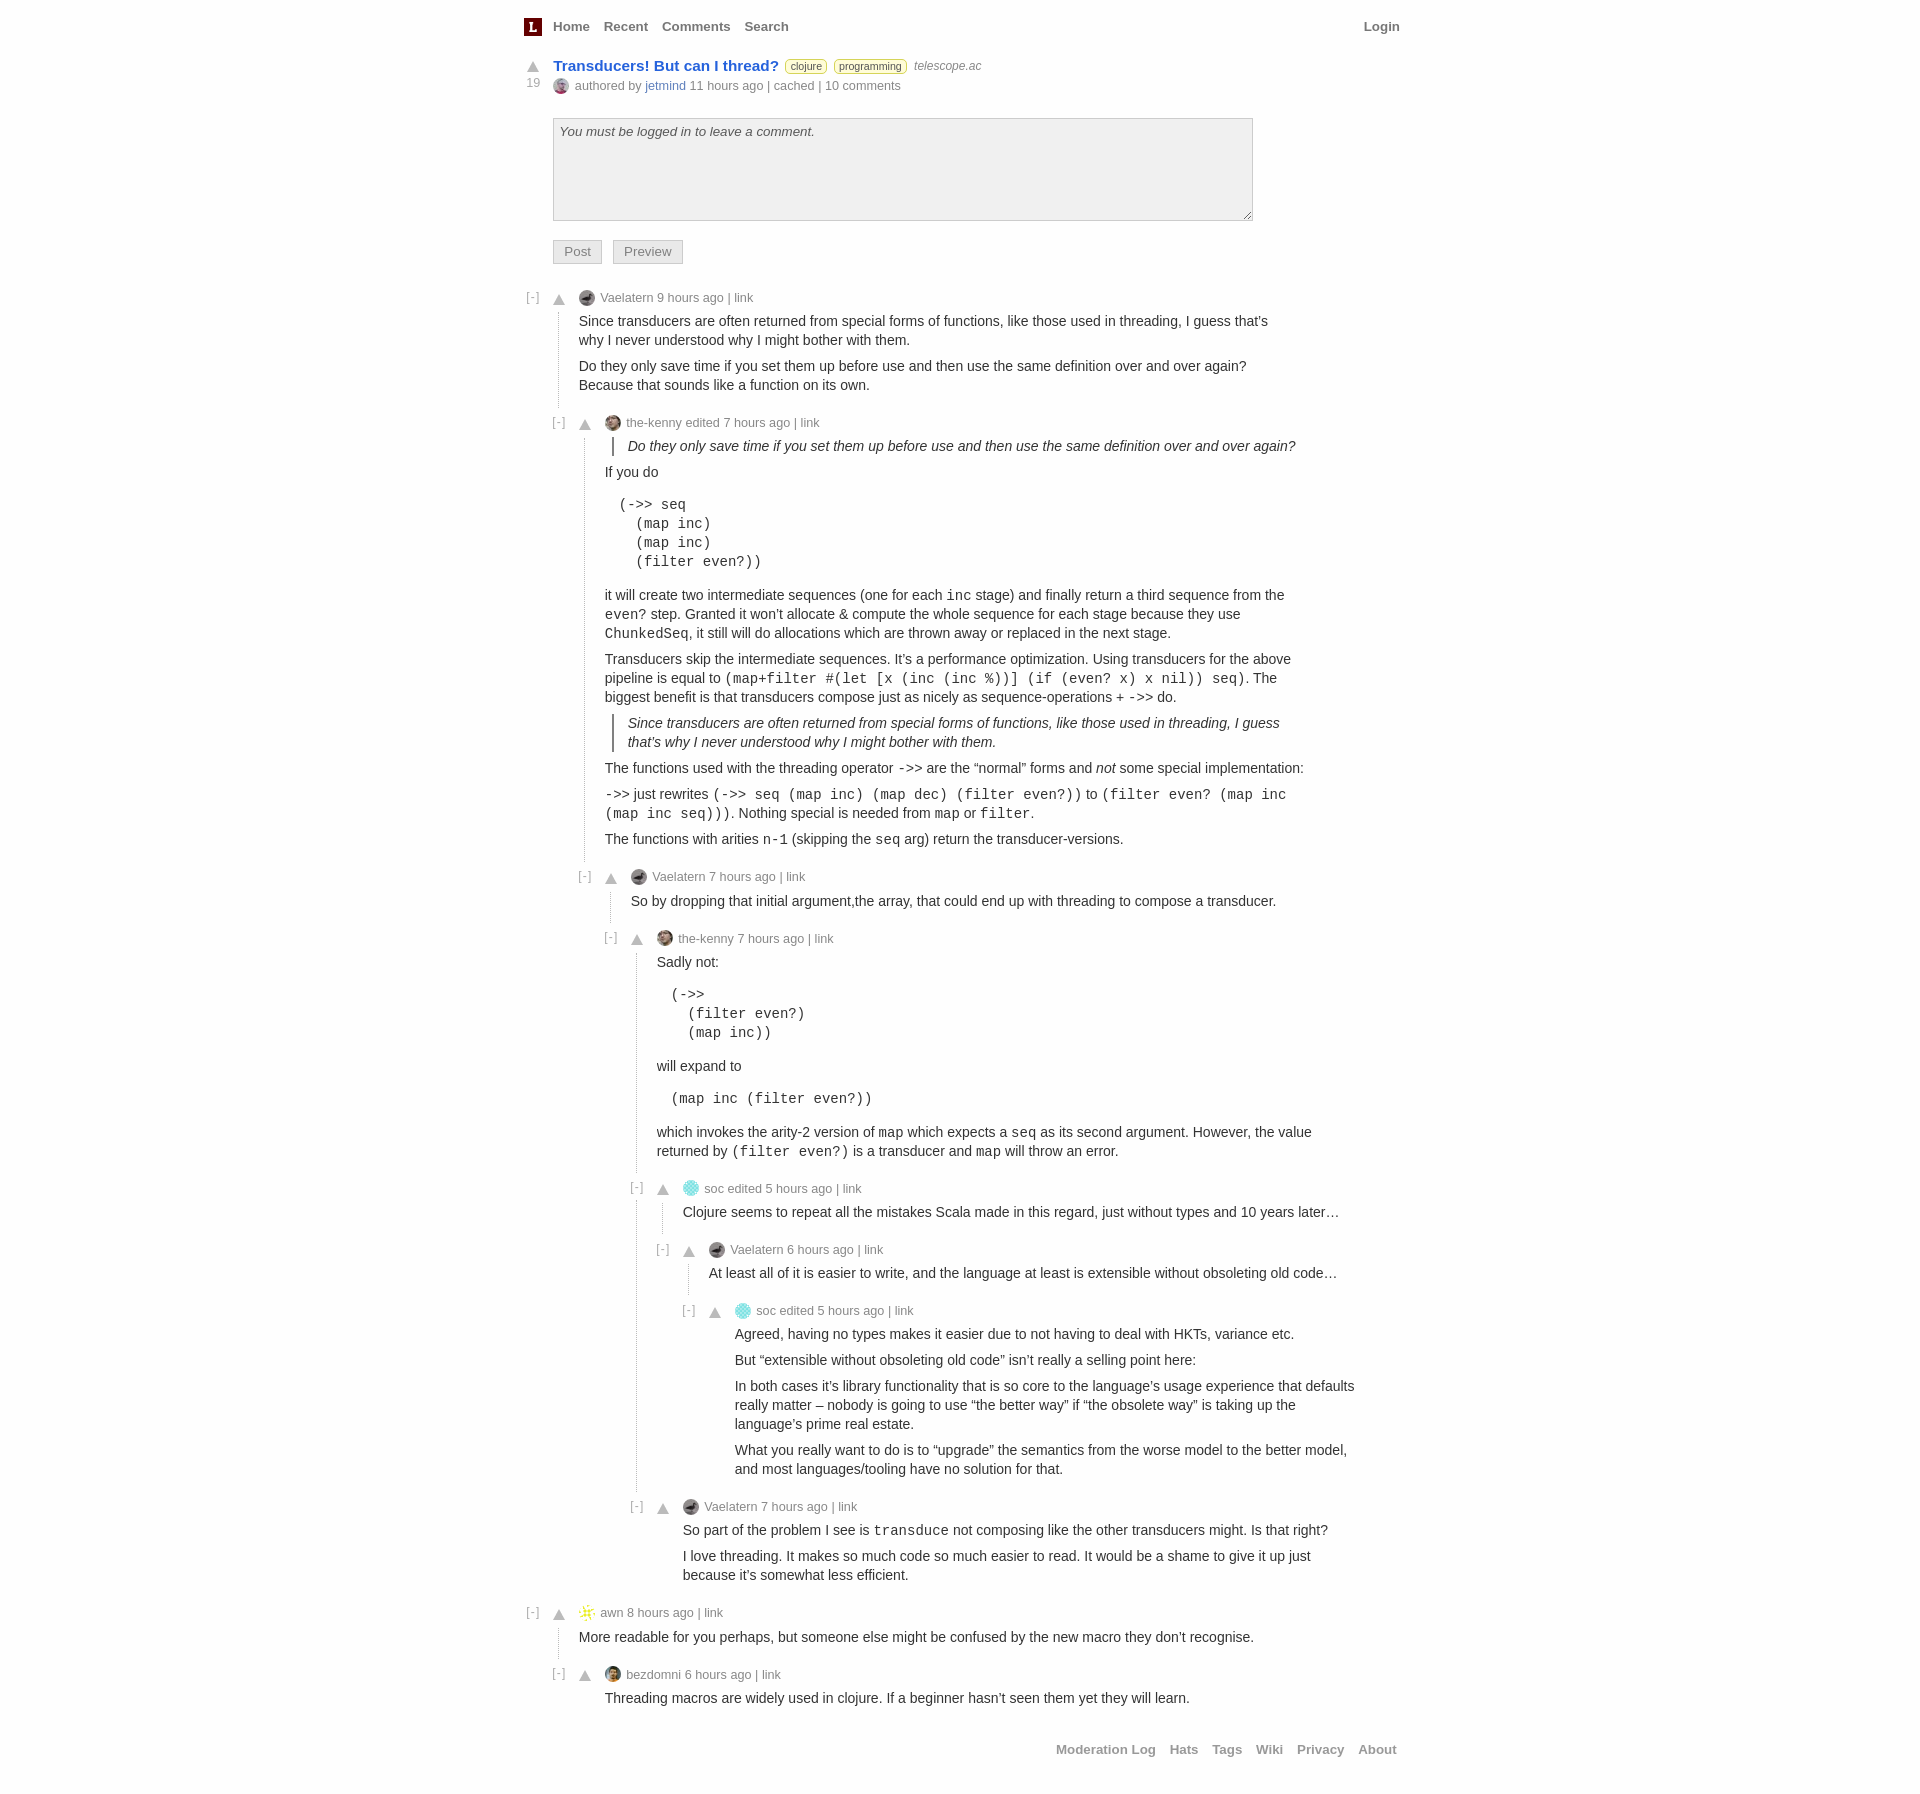 L Home Recent Comments Search Login
Transducers! But can I thread? clojure programming telescope.ac
19
authored by jetmind 11 hours ago | cached | 10 comments
You must be logged in to leave a comment.
Post Preview
[-] Vaelatern 9 hours ago | link
Since transducers are often returned from special forms of functions, like those used in threading, I guess that’s
why I never understood why I might bother with them.
Do they only save time if you set them up before use and then use the same definition over and over again?
Because that sounds like a function on its own.
[-] the-kenny edited 7 hours ago | link
Do they only save time if you set them up before use and then use the same definition over and over again?
If you do
(->> seq
(map inc)
(map inc)
(filter even?))
it will create two intermediate sequences (one for each inc stage) and finally return a third sequence from the
even? step. Granted it won’t allocate & compute the whole sequence for each stage because they use
ChunkedSeq, it still will do allocations which are thrown away or replaced in the next stage.
Transducers skip the intermediate sequences. It’s a performance optimization. Using transducers for the above
pipeline is equal to (map+filter #(let [x (inc (inc %))] (if (even? x) x nil)) seq). The
biggest benefit is that transducers compose just as nicely as sequence-operations + ->> do.
Since transducers are often returned from special forms of functions, like those used in threading, I guess
that’s why I never understood why I might bother with them.
The functions used with the threading operator ->> are the “normal” forms and not some special implementation:
->> just rewrites (->> seq (map inc) (map dec) (filter even?)) to (filter even? (map inc
(map inc seq))). Nothing special is needed from map or filter.
The functions with arities n-1 (skipping the seq arg) return the transducer-versions.
[-] Vaelatern 7 hours ago | link
So by dropping that initial argument,the array, that could end up with threading to compose a transducer.
[-] the-kenny 7 hours ago | link
Sadly not:
(->>
(filter even?)
(map inc))
will expand to
(map inc (filter even?))
which invokes the arity-2 version of map which expects a seq as its second argument. However, the value
returned by (filter even?) is a transducer and map will throw an error.
[-] soc edited 5 hours ago | link
Clojure seems to repeat all the mistakes Scala made in this regard, just without types and 10 years later…
[-] Vaelatern 6 hours ago | link
At least all of it is easier to write, and the language at least is extensible without obsoleting old code…
[-] soc edited 5 hours ago | link
Agreed, having no types makes it easier due to not having to deal with HKTs, variance etc.
But “extensible without obsoleting old code” isn’t really a selling point here:
In both cases it’s library functionality that is so core to the language’s usage experience that defaults
really matter – nobody is going to use “the better way” if “the obsolete way” is taking up the
language’s prime real estate.
What you really want to do is to “upgrade” the semantics from the worse model to the better model,
and most languages/tooling have no solution for that.
[-] Vaelatern 7 hours ago | link
So part of the problem I see is transduce not composing like the other transducers might. Is that right?
I love threading. It makes so much code so much easier to read. It would be a shame to give it up just
because it’s somewhat less efficient.
[-] awn 8 hours ago | link
More readable for you perhaps, but someone else might be confused by the new macro they don’t recognise.
[-] bezdomni 6 hours ago | link
Threading macros are widely used in clojure. If a beginner hasn’t seen them yet they will learn.
Moderation Log Hats Tags Wiki Privacy About